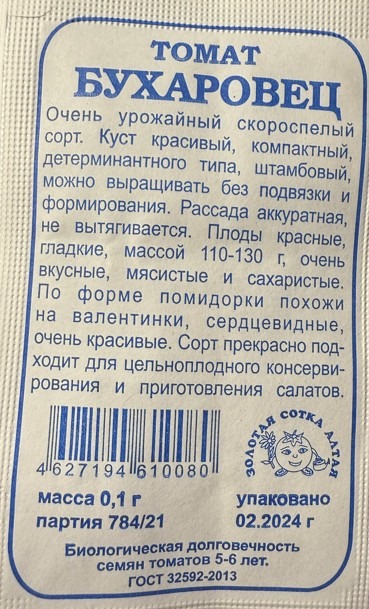 ТОМАТ
БУХАРОВЕЦ
Очень урожайный скороспелый
сорт. Куст красивый, компактный,
детерминантного типа, штамбовый,
можно выращивать без подвязки и
формирования. Рассада аккуратная,
не вытягивается. Плоды красные,
гладкие, массой 110-130 г, очень
вкусные, мясистые и сахаристые.
По форме помидорки похожи
на валентинки, сердцевидные,
очень красивые. Сорт прекрасно под-
ходит для цельноплодного консерви-
рования и приготовления салатов.
4 627194 610080
ЗОЛОТАЯ СОТКА АЛТАЯ
масса 0,1 г
упаковано
партия 784/21
02.2024 г
Биологическая долговечность
семян томатов 5-6 лет.
ГОСТ 32592-2013